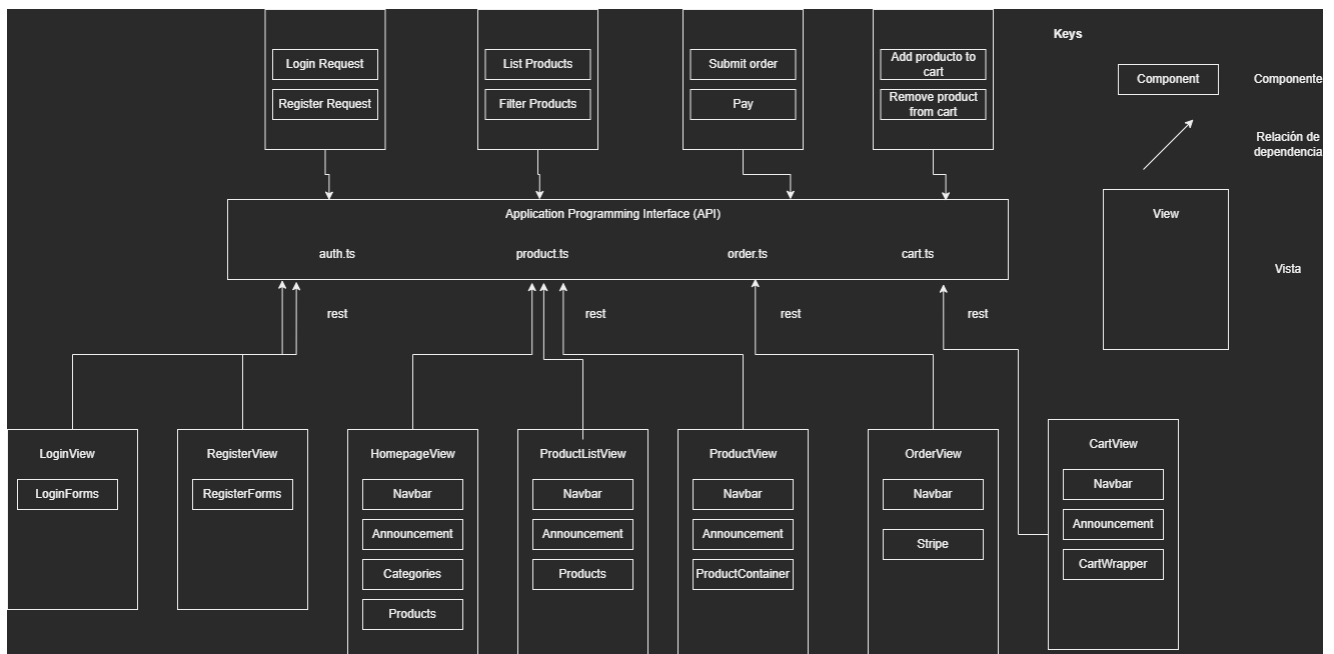 Keys
Login Request
Register Request
List Products
Filter Products
Submit order
Pay
Add producto to
cart
Remove product
from cart
Component
Componente
Relación de
dependencia
View
Vista
Application Programming Interface (API)
auth.ts
product.ts
order.ts
cart.ts
rest
rest
rest
rest
LoginView
LoginForms
RegisterView
RegisterForms
HomepageView
Navbar
Announcement
Categories
Products
ProductListView
Navbar
Announcement
Products
ProductView
Navbar
Announcement
ProductContainer
OrderView
Navbar
Stripe
CartView
Navbar
Announcement
CartWrapper